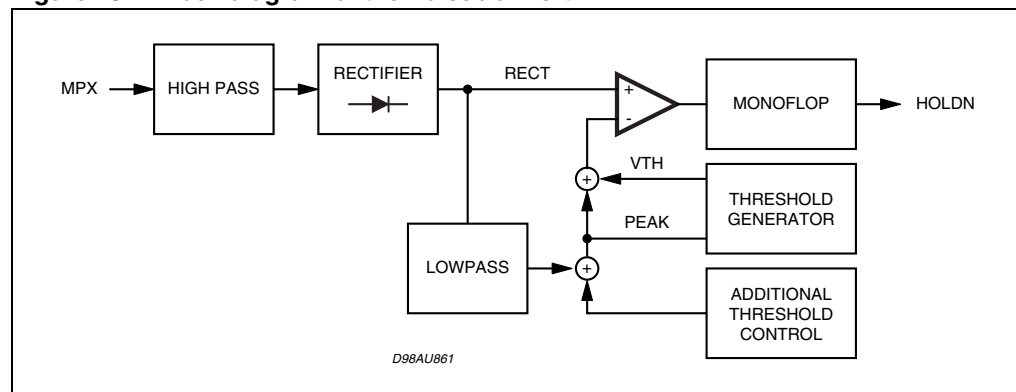 MPX
HIGH PASS
RECTIFIER
RECT
+
-
MONOFLOP
HOLDN
VTH
+
THRESHOLD
GENERATOR
PEAK
LOWPASS
+
ADDITIONAL
THRESHOLD
CONTROL
D98AU861